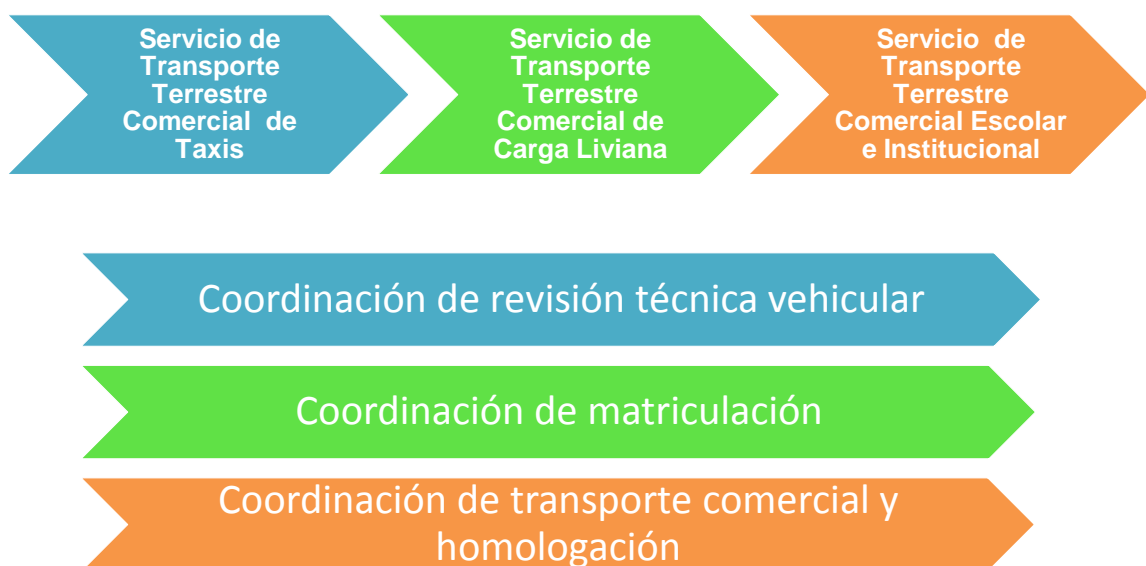 Servicio de
Transporte
Terrestre
Comercial de
Taxis
Servicio de
Transporte
Terrestre
Comercial de
Carga Liviana
Servicio de
Transporte
Terrestre
Comercial Escolar
e Institucional
Coordinación de revisión técnica vehicular
Coordinación de matriculación
Coordinación de transporte comercial y
homologación